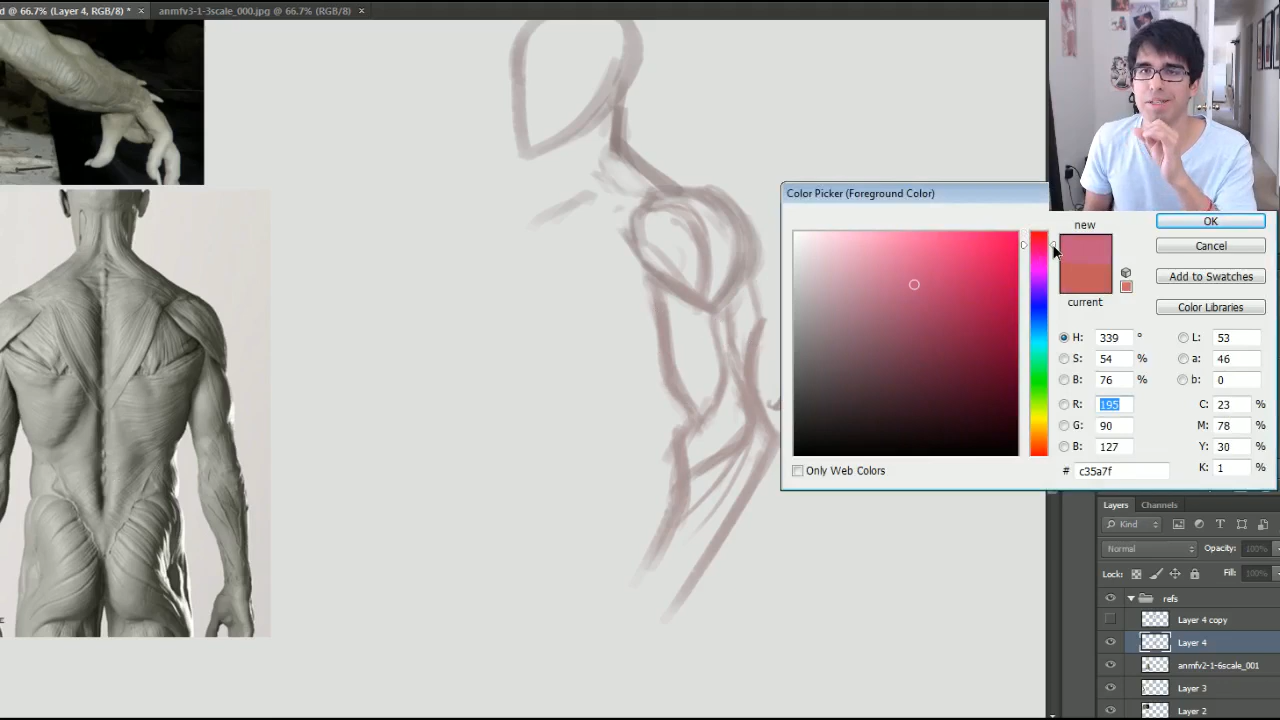 d @ 66.7% (Layer 4, RGB/8) * × anmfv3-1-3scale_000.jpg @ 66.7% (RGB/8) ×
Color Picker (Foreground Color)
new
current
OK
Cancel
Add to Swatches
Color Libraries
H: 339 °
S: 54 %
B: 76 %
R: 195
G: 90
B: 127
L: 53
a: 46
b: 0
C: 23 %
M: 78 %
Y: 30 %
K: 1 %
# c35a7f
Only Web Colors
Layers Channels
Kind
Normal Opacity: 100%
Lock: Fill: 100%
refs
Layer 4 copy
Layer 4
anmfv2-1-6scale_001
Layer 3
Layer 2